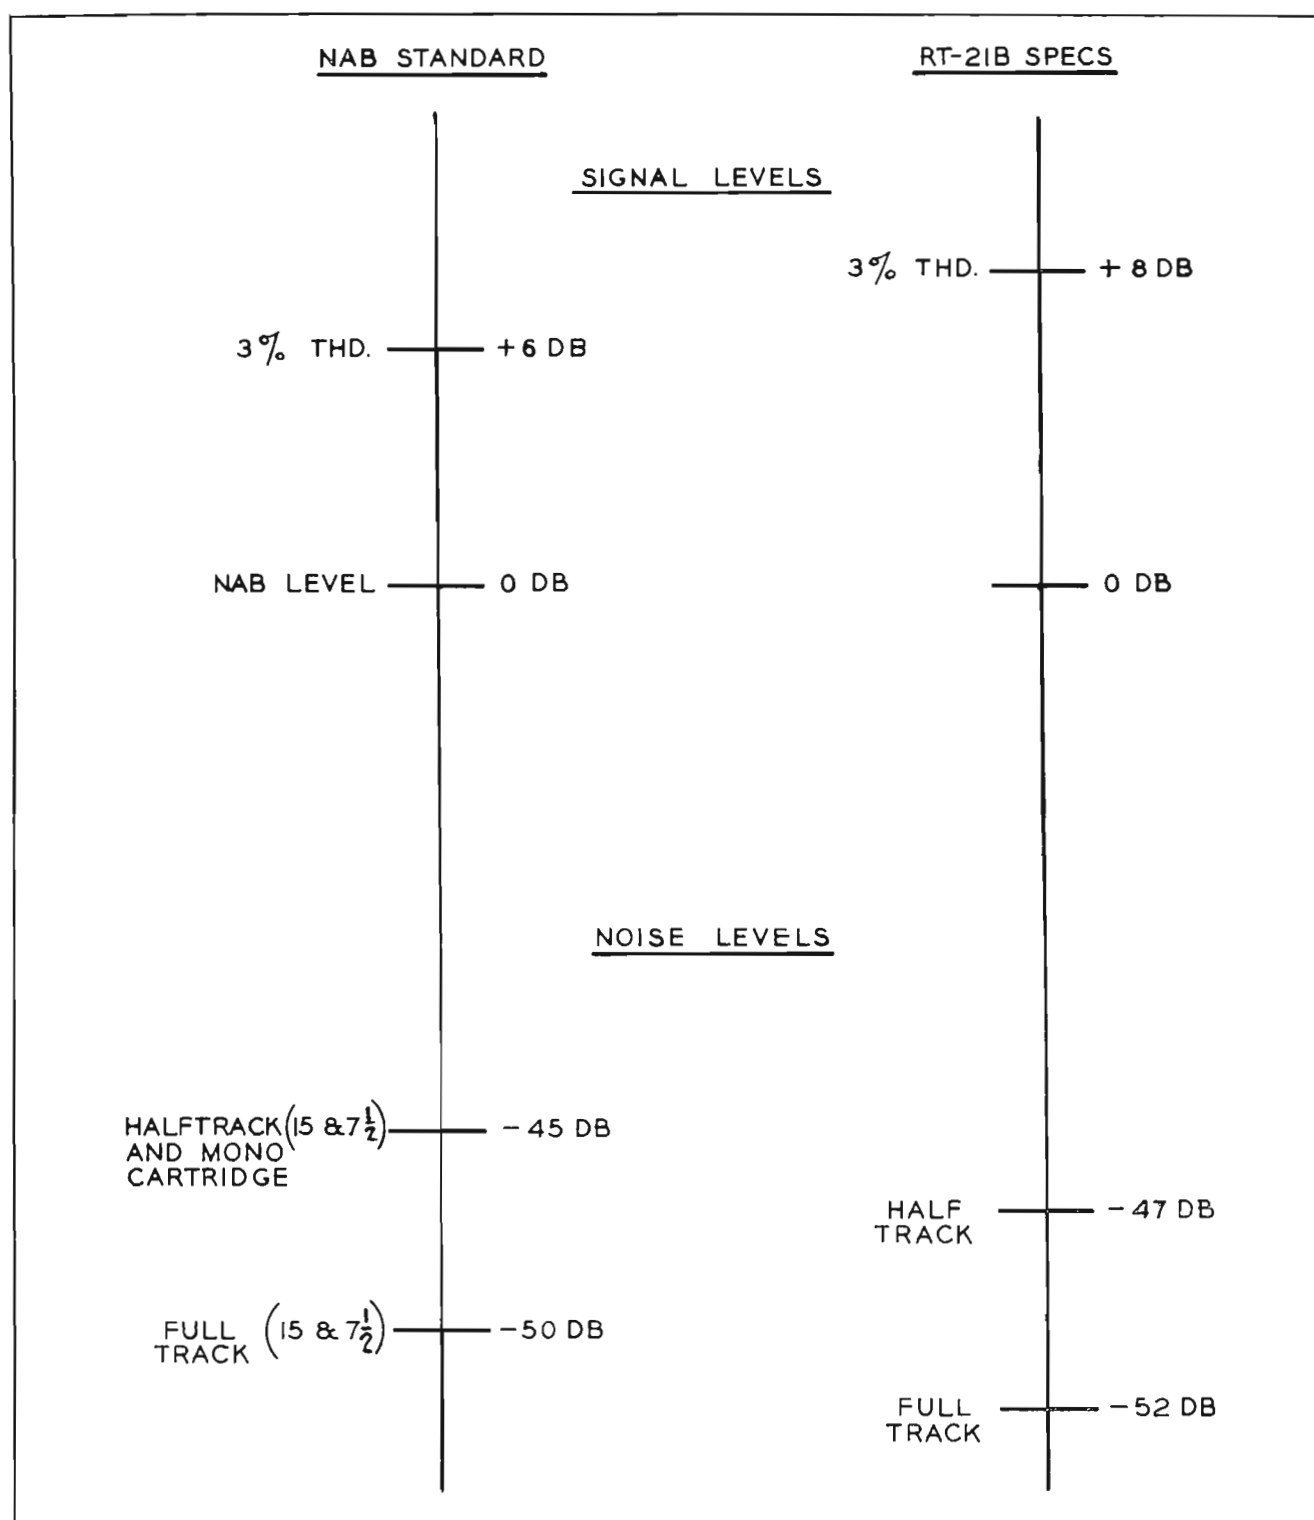 NAB STANDARD
RT-21B SPECS
SIGNAL LEVELS
3% THD. +8 DB
3% THD. +6 DB
NAB LEVEL 0 DB
0 DB
NOISE LEVELS
HALFTRACK (15 & 7½) -45 DB
AND MONO
CARTRIDGE
HALF -47 DB
TRACK
FULL (15 & 7½) -50 DB
TRACK
FULL -52 DB
TRACK